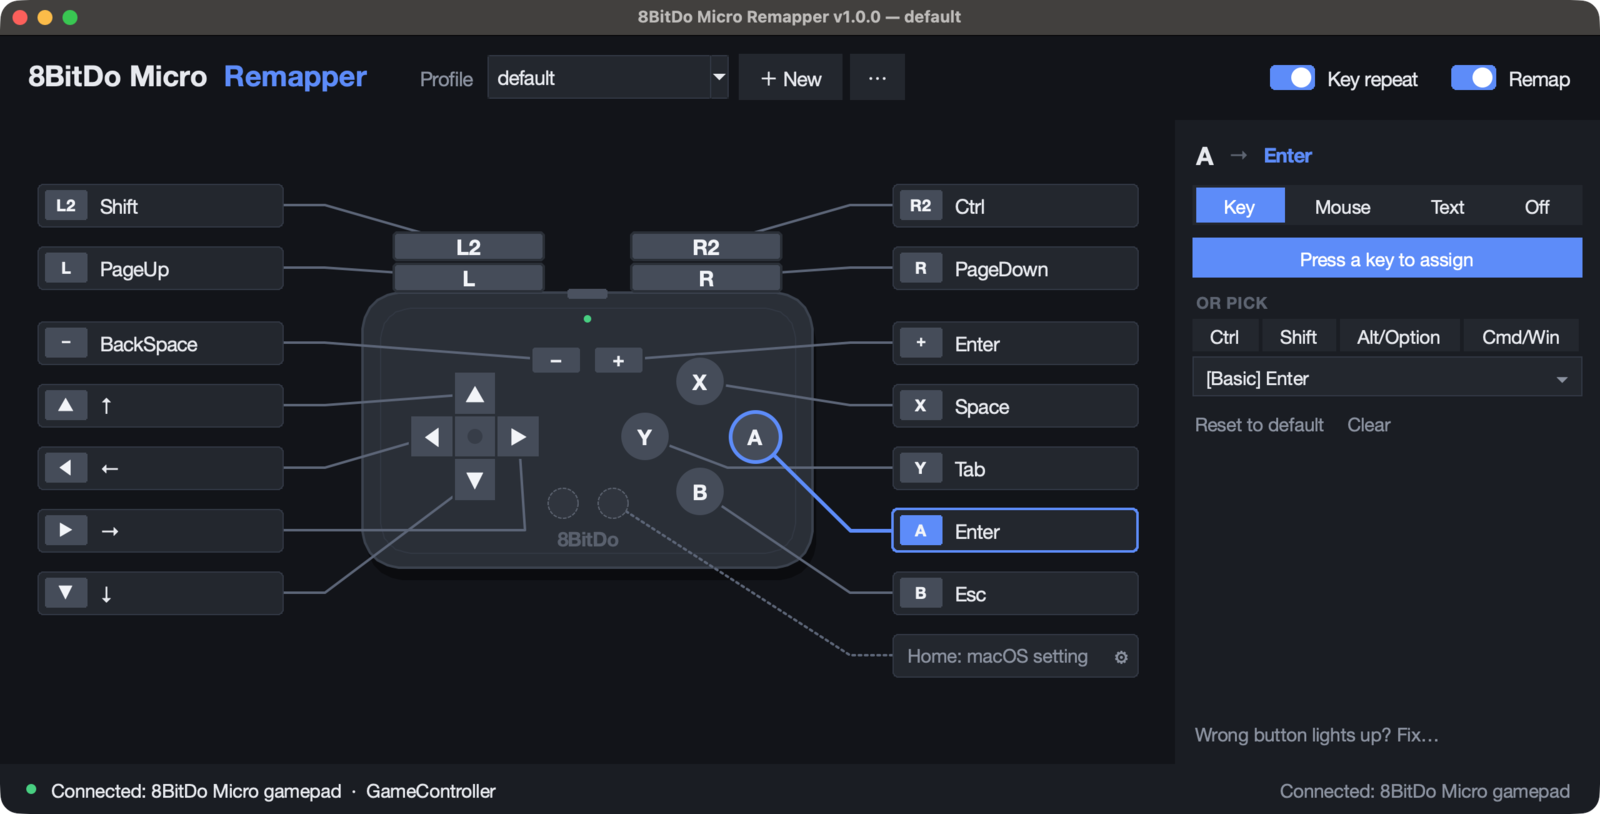 8BitDo Micro Remapper v1.0.0 — default
8BitDo Micro Remapper
Profile
default
+ New
...
Key repeat
Remap
L2 Shift
L PageUp
− BackSpace
▲ ↑
◀ ←
▶ →
▼ ↓
L2
L
R2
R
−
+
▲
◀
▶
▼
X
Y
A
B
8BitDo
R2 Ctrl
R PageDown
+ Enter
X Space
Y Tab
A Enter
B Esc
Home: macOS setting ⚙
A → Enter
Key Mouse Text Off
Press a key to assign
OR PICK
Ctrl Shift Alt/Option Cmd/Win
[Basic] Enter
Reset to default Clear
Wrong button lights up? Fix…
Connected: 8BitDo Micro gamepad · GameController
Connected: 8BitDo Micro gamepad